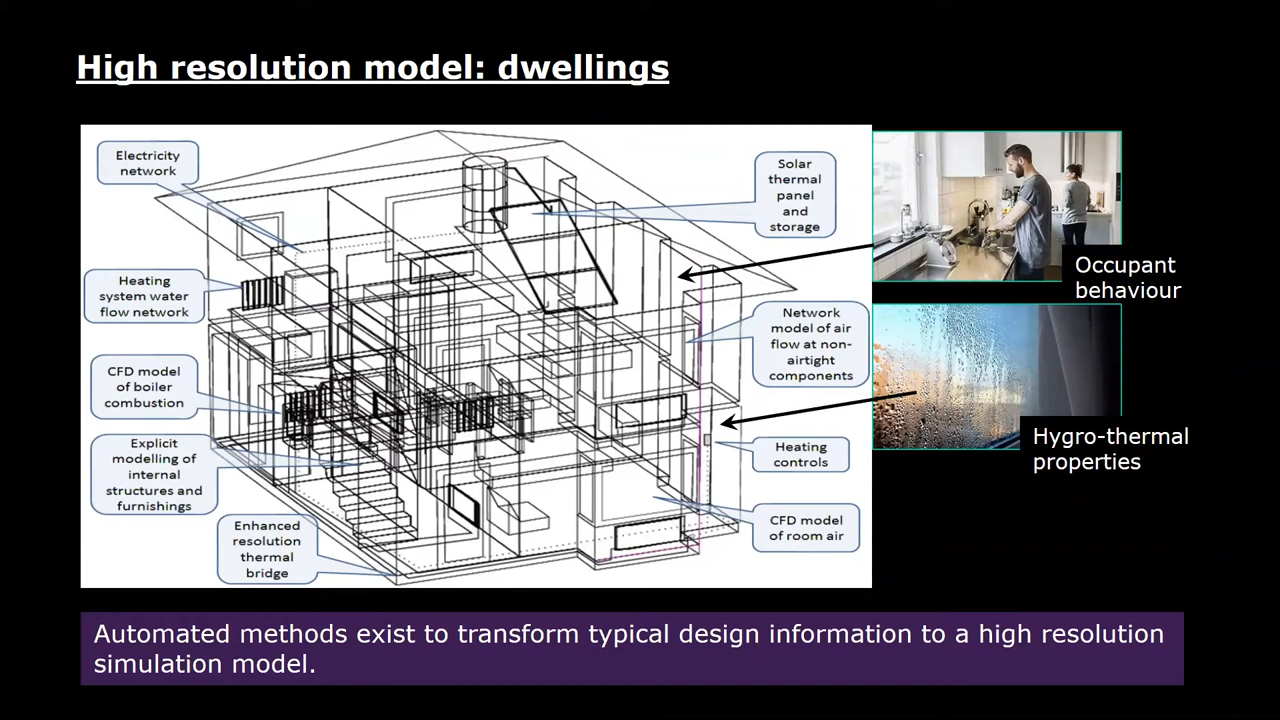 High resolution model: dwellings
Electricity
network
Heating
system water
flow network
CFD model
of boiler
combustion
Explicit
modelling of
internal
structures and
furnishings
Enhanced
resolution
thermal
bridge
Solar
thermal
panel
and
storage
Network
model of air
flow at non-
airtight
components
Heating
controls
CFD model
of room air
Occupant
behaviour
Hygro-thermal
properties
Automated methods exist to transform typical design information to a high resolution
simulation model.